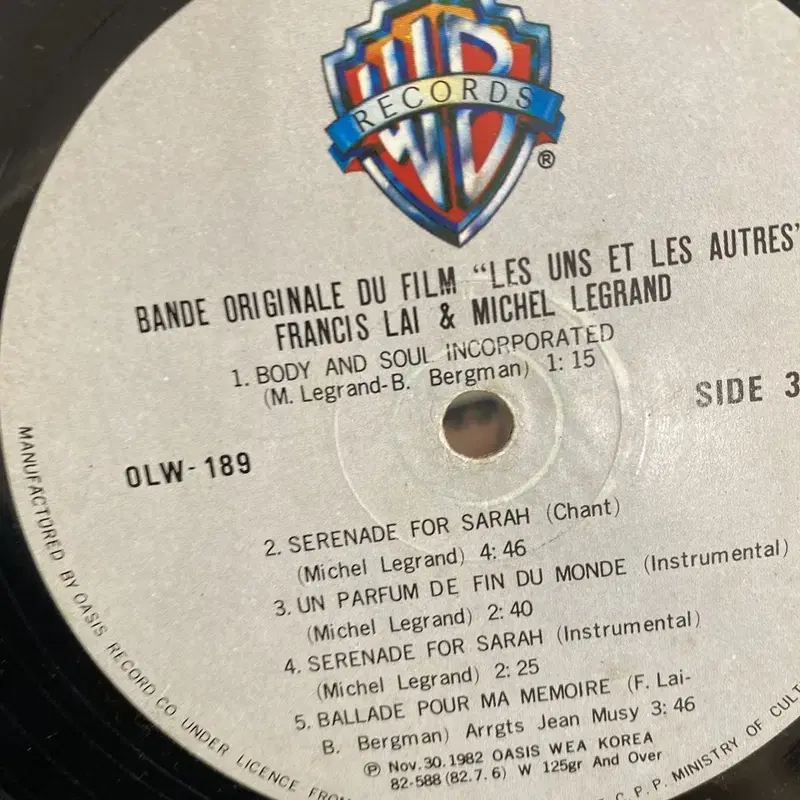 WB
RECORDS
®
BANDE ORIGINALE DU FILM "LES UNS ET LES AUTRES"
FRANCIS LAI & MICHEL LEGRAND
1. BODY AND SOUL INCORPORATED
(M. Legrand-B. Bergman) 1: 15
SIDE 3
OLW-189
2. SERENADE FOR SARAH (Chant)
(Michel Legrand) 4: 46
3. UN PARFUM DE FIN DU MONDE (Instrumental)
(Michel Legrand) 2: 40
4. SERENADE FOR SARAH (Instrumental)
(Michel Legrand) 2: 25
5. BALLADE POUR MA MEMOIRE (F. Lai-
B. Bergman) Arrgts Jean Musy 3: 46
Ⓟ Nov. 30. 1982 OASIS WEA KOREA
82-588 (82. 7. 6) W 125gr And Over
MANUFACTURED BY OASIS RECORD CO. UNDER LICENCE FROM
C. P. P. MINISTRY OF CULT